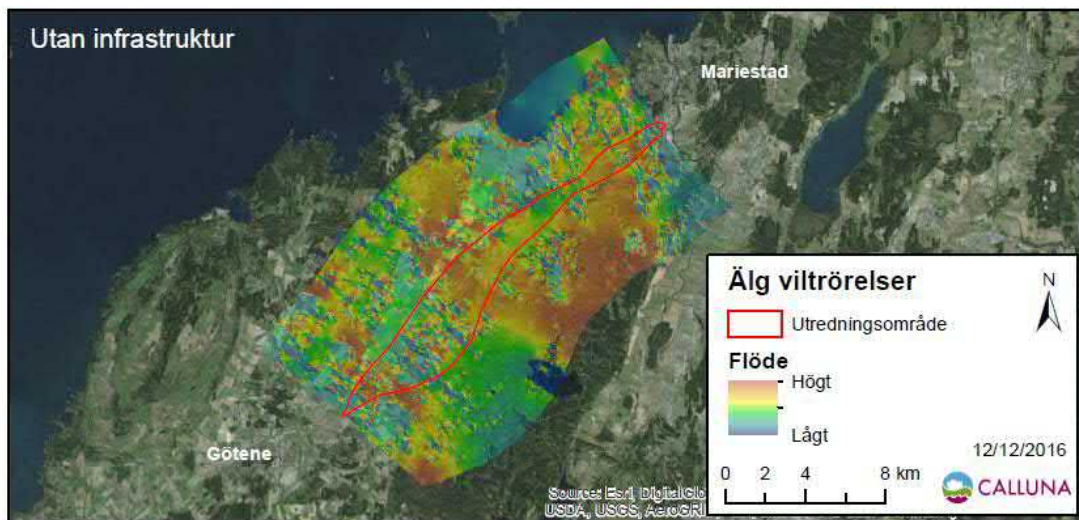 Utan infrastruktur
Mariestad
Götene
Älg viltrörelser
N
Utredningsområde
Flöde
Högt
Lågt
12/12/2016
0 2 4 8 km
CALLUNA
Source: Esri, DigitalGlo
USDA, USGS, AeroGRI